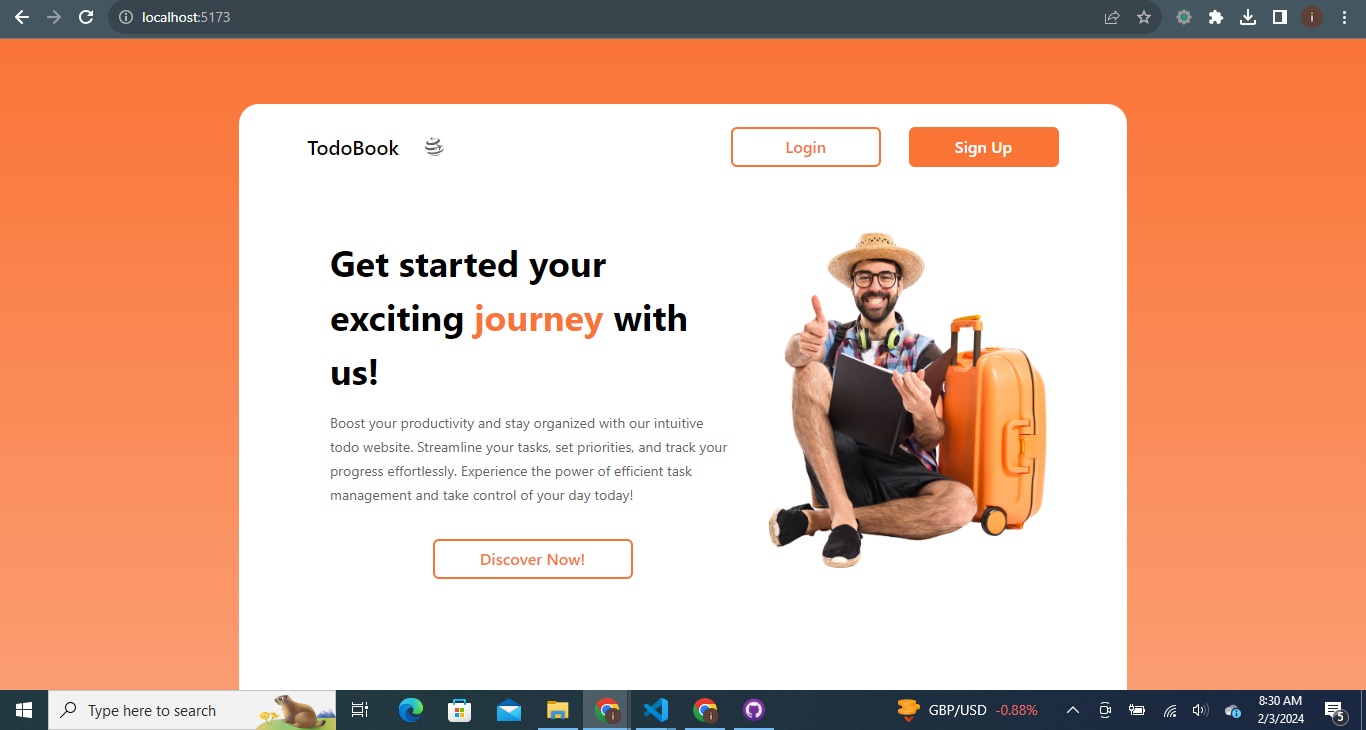 localhost:5173
i
TodoBook
Login
Sign Up
Get started your
exciting journey with
us!
Boost your productivity and stay organized with our intuitive
todo website. Streamline your tasks, set priorities, and track your
progress effortlessly. Experience the power of efficient task
management and take control of your day today!
Discover Now!
Type here to search
GBP/USD -0.88%
8:30 AM
2/3/2024
5